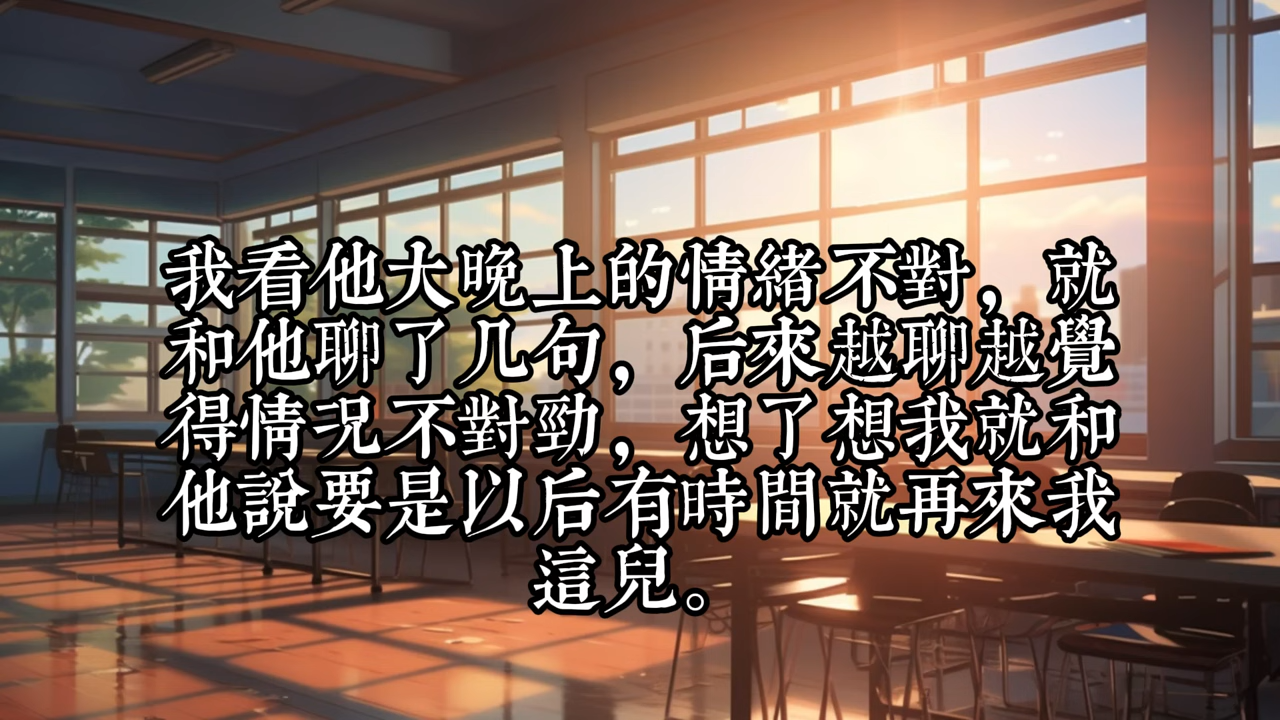 我看他大晚上的情緒不對，就
和他聊了几句，后來越聊越覺
得情況不對勁，想了想我就和
他說要是以后有時間就再來我
這兒。